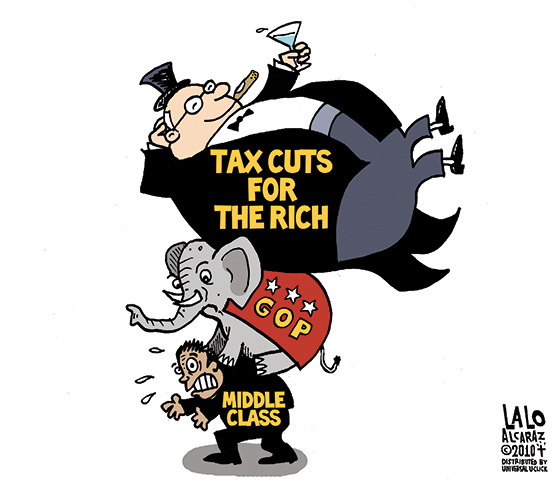 TAX CUTS
FOR
THE RICH
GOP
MIDDLE
CLASS
LALO
ALCARAZ
©2010
DISTRIBUTED BY
UNIVERSAL UCLICK